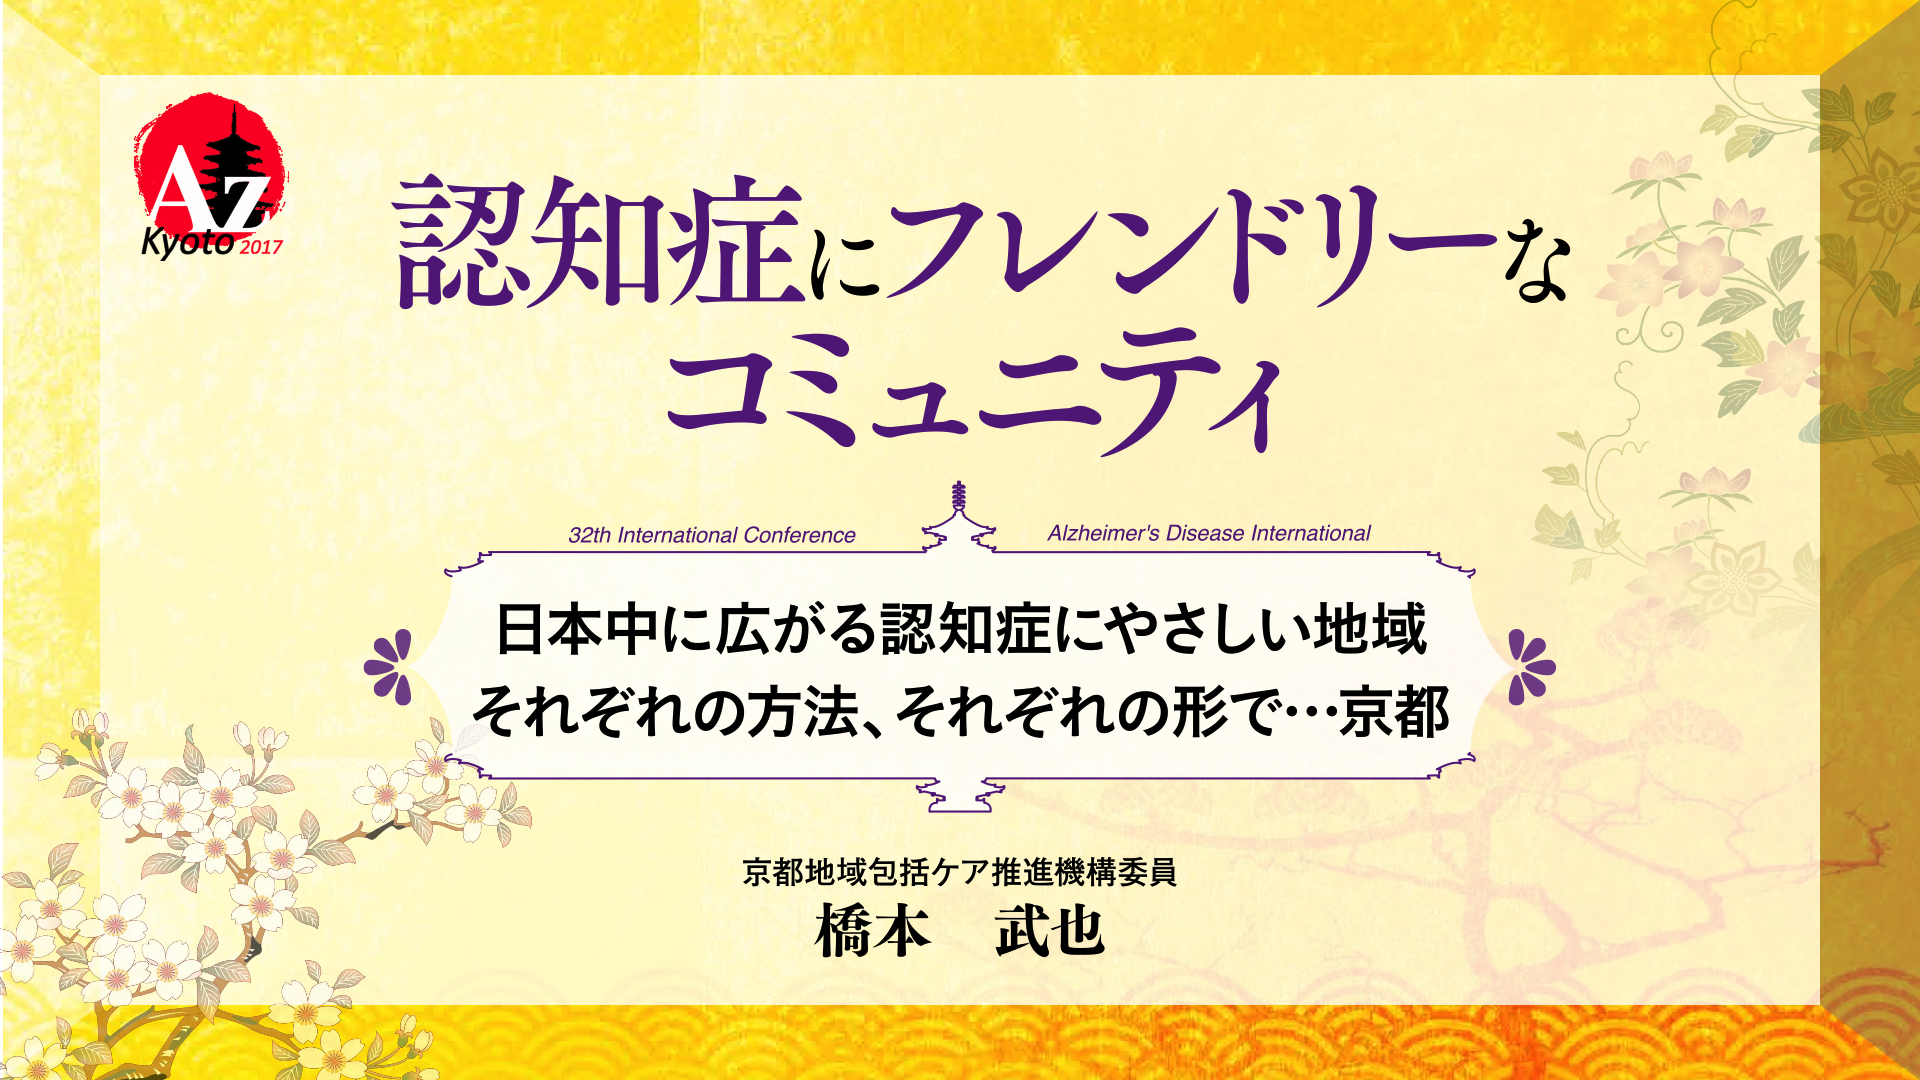 Az
Kyoto 2017
認知症にフレンドリーな
コミュニティ
32th International Conference
Alzheimer's Disease International
日本中に広がる認知症にやさしい地域
それぞれの方法、それぞれの形で…京都
京都地域包括ケア推進機構委員
橋本　武也